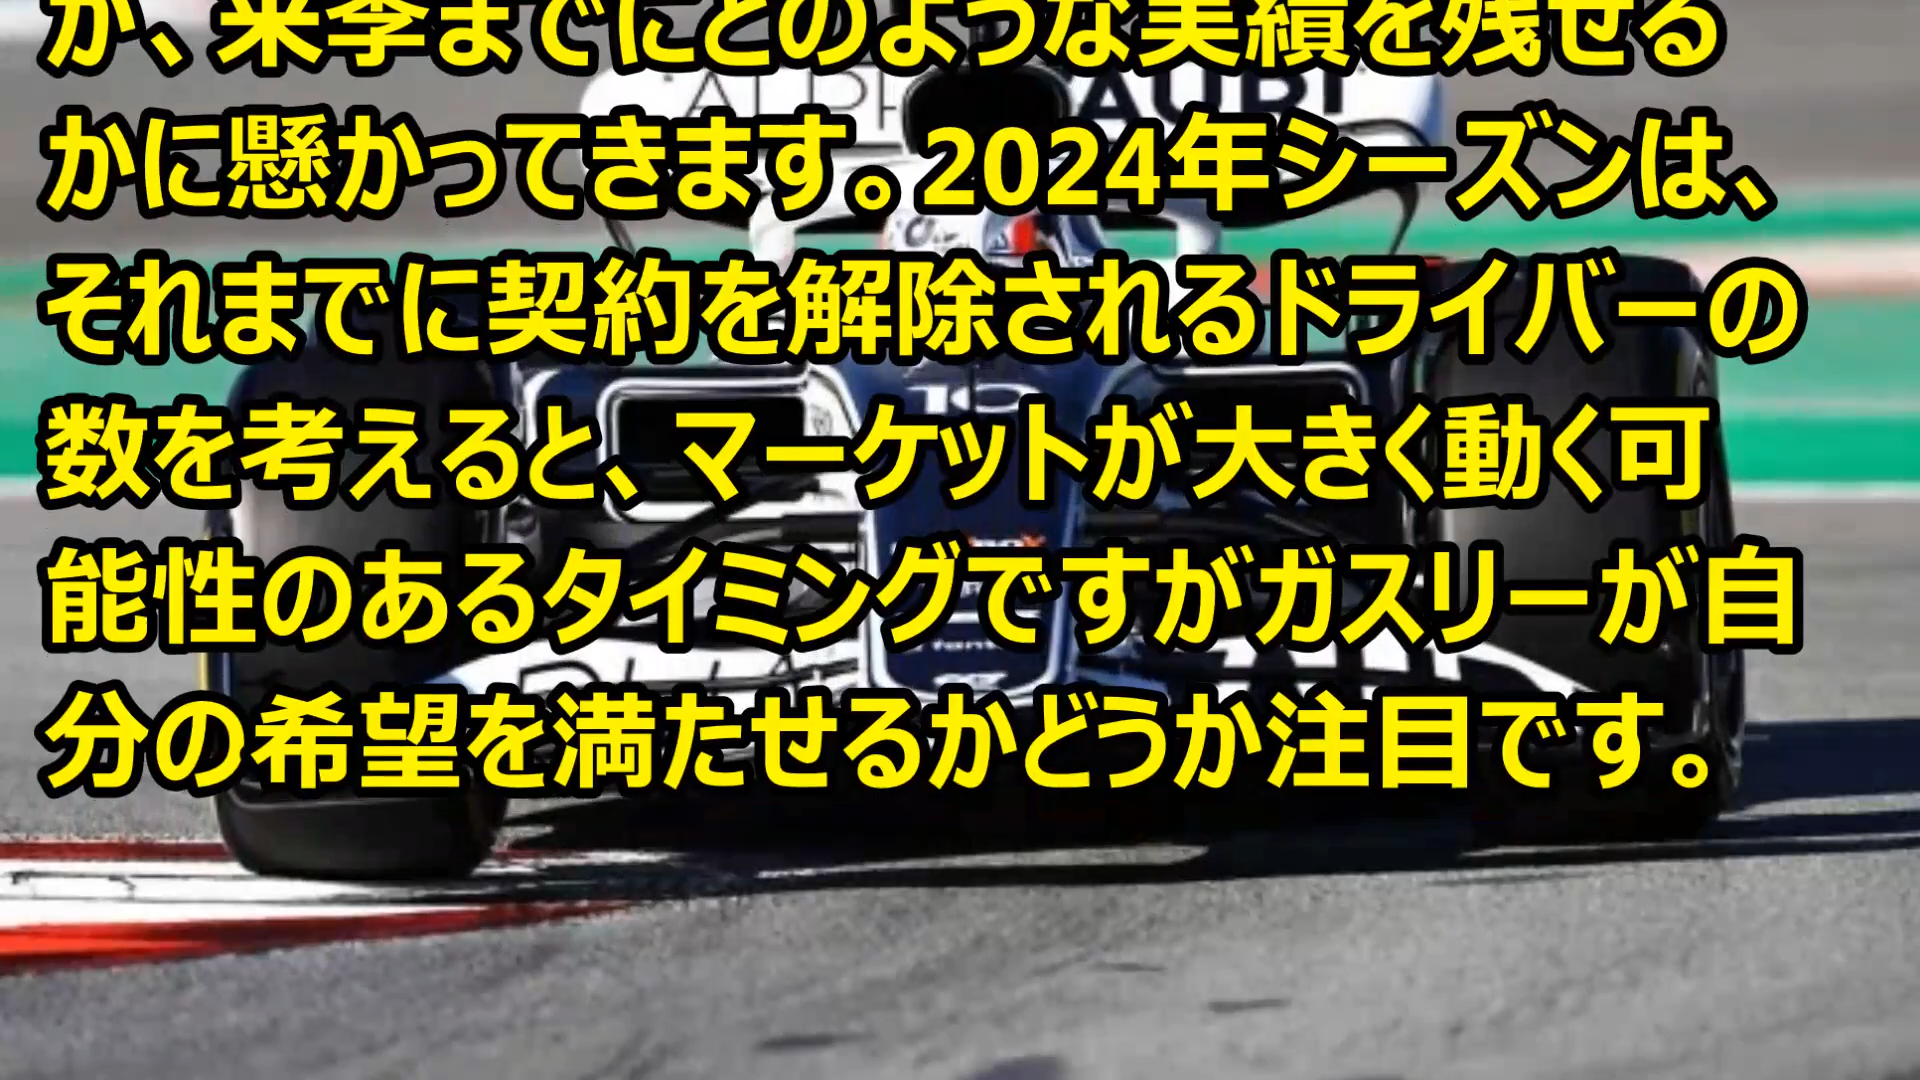 か、来季までにどのような実績を残せる
かに懸かってきます。2024年シーズンは、
それまでに契約を解除されるドライバーの
数を考えると、マーケットが大きく動く可
能性のあるタイミングですがガスリーが自
分の希望を満たせるかどうか注目です。
10